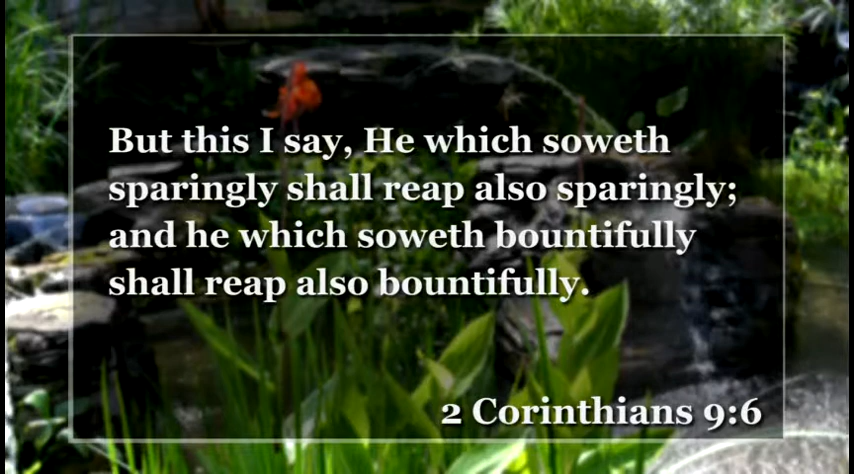 But this I say, He which soweth
sparingly shall reap also sparingly;
and he which soweth bountifully
shall reap also bountifully.
2 Corinthians 9:6